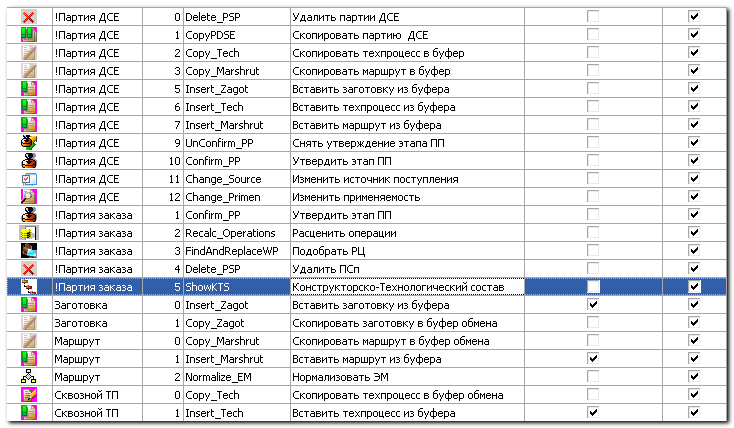 !Партия ДСЕ 0 Delete_PSP Удалить партии ДСЕ
!Партия ДСЕ 1 CopyPDSE Скопировать партию ДСЕ
!Партия ДСЕ 2 Copy_Tech Скопировать техпроцесс в буфер
!Партия ДСЕ 3 Copy_Marshrut Скопировать маршрут в буфер
!Партия ДСЕ 5 Insert_Zagot Вставить заготовку из буфера
!Партия ДСЕ 6 Insert_Tech Вставить техпроцесс из буфера
!Партия ДСЕ 7 Insert_Marshrut Вставить маршрут из буфера
!Партия ДСЕ 9 UnConfirm_PP Снять утверждение этапа ПП
!Партия ДСЕ 10 Confirm_PP Утвердить этап ПП
!Партия ДСЕ 11 Change_Source Изменить источник поступления
!Партия ДСЕ 12 Change_Primen Изменить применяемость
!Партия заказа 1 Confirm_PP Утвердить этап ПП
!Партия заказа 2 Recalc_Operations Расценить операции
!Партия заказа 3 FindAndReplaceWP Подобрать РЦ
!Партия заказа 4 Delete_PSP Удалить ПСп
!Партия заказа 5 ShowKTS Конструкторско-Технологический состав
Заготовка 0 Insert_Zagot Вставить заготовку из буфера
Заготовка 1 Copy_Zagot Скопировать заготовку в буфер обмена
Маршрут 0 Copy_Marshrut Скопировать маршрут в буфер обмена
Маршрут 1 Insert_Marshrut Вставить маршрут из буфера
Маршрут 2 Normalize_EM Нормализовать ЭМ
Сквозной ТП 0 Copy_Tech Скопировать техпроцесс в буфер обмена
Сквозной ТП 1 Insert_Tech Вставить техпроцесс из буфера